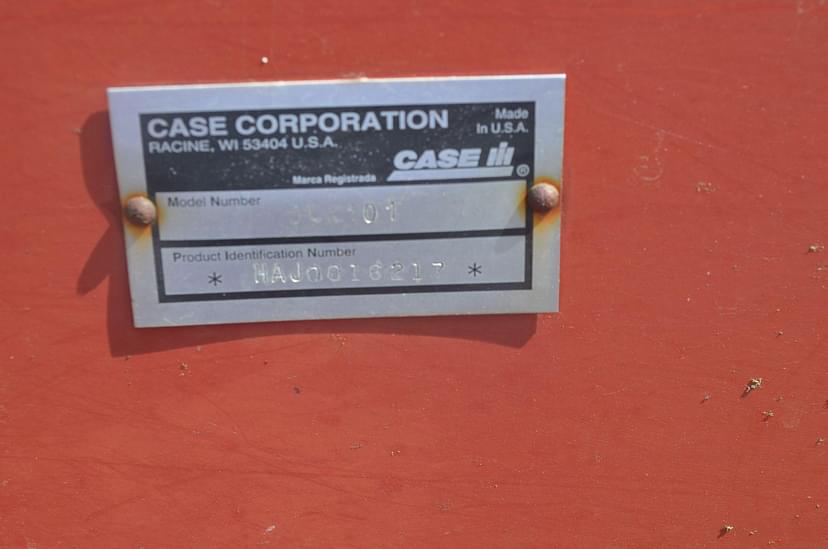 CASE CORPORATION
RACINE, WI 53404 U.S.A.
Made
In U.S.A.
CASE IH ®
Marca Registrada
Model Number
Product Identification Number
* HAJ0016217 *